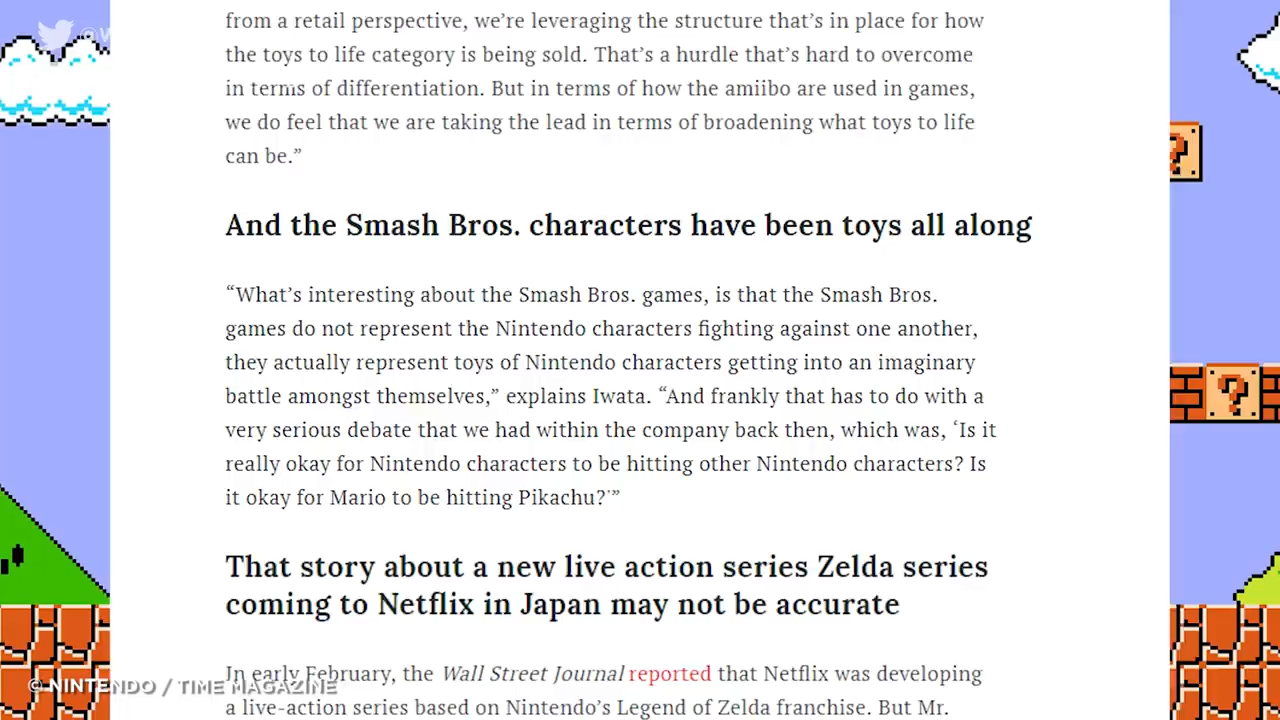 from a retail perspective, we’re leveraging the structure that’s in place for how
the toys to life category is being sold. That’s a hurdle that’s hard to overcome
in terms of differentiation. But in terms of how the amiibo are used in games,
we do feel that we are taking the lead in terms of broadening what toys to life
can be.”
And the Smash Bros. characters have been toys all along
“What’s interesting about the Smash Bros. games, is that the Smash Bros.
games do not represent the Nintendo characters fighting against one another,
they actually represent toys of Nintendo characters getting into an imaginary
battle amongst themselves,” explains Iwata. “And frankly that has to do with a
very serious debate that we had within the company back then, which was, ‘Is it
really okay for Nintendo characters to be hitting other Nintendo characters? Is
it okay for Mario to be hitting Pikachu?'”
That story about a new live action series Zelda series
coming to Netflix in Japan may not be accurate
In early February, the Wall Street Journal reported that Netflix was developing
a live-action series based on Nintendo’s Legend of Zelda franchise. But Mr.
© NINTENDO / TIME MAGAZINE